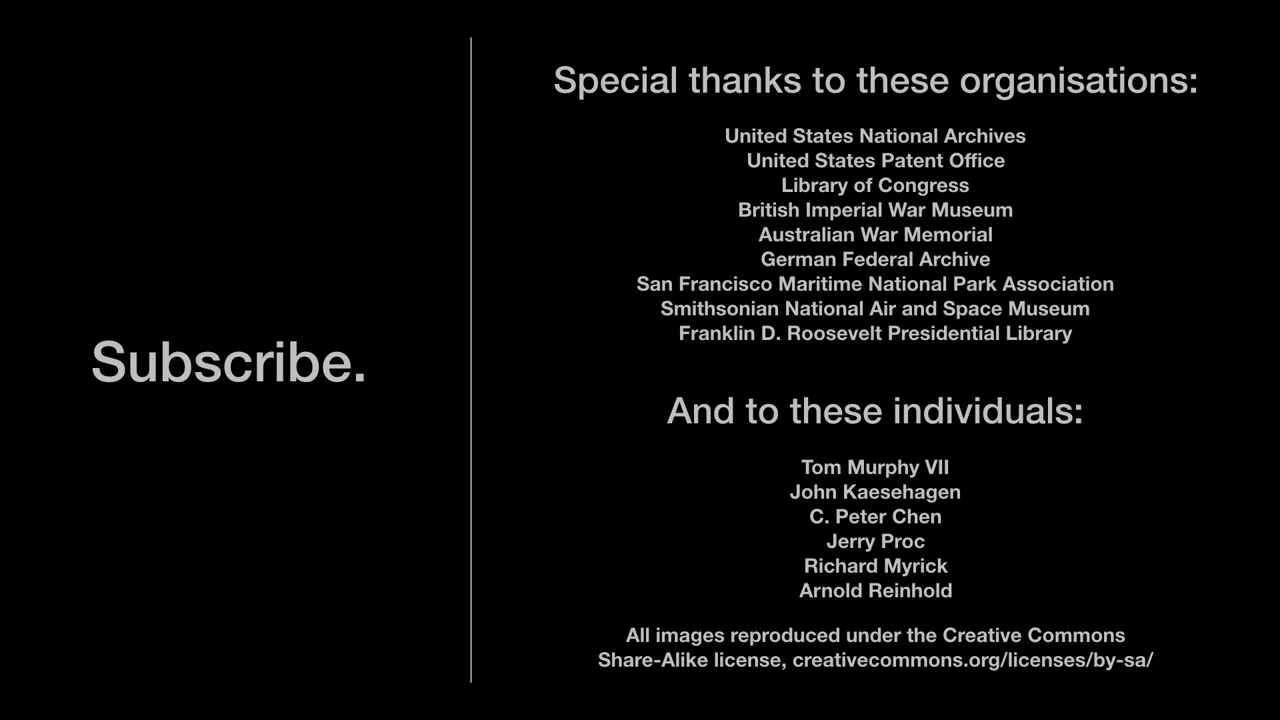 Subscribe.
Special thanks to these organisations:
United States National Archives
United States Patent Office
Library of Congress
British Imperial War Museum
Australian War Memorial
German Federal Archive
San Francisco Maritime National Park Association
Smithsonian National Air and Space Museum
Franklin D. Roosevelt Presidential Library
And to these individuals:
Tom Murphy VII
John Kaesehagen
C. Peter Chen
Jerry Proc
Richard Myrick
Arnold Reinhold
All images reproduced under the Creative Commons
Share-Alike license, creativecommons.org/licenses/by-sa/